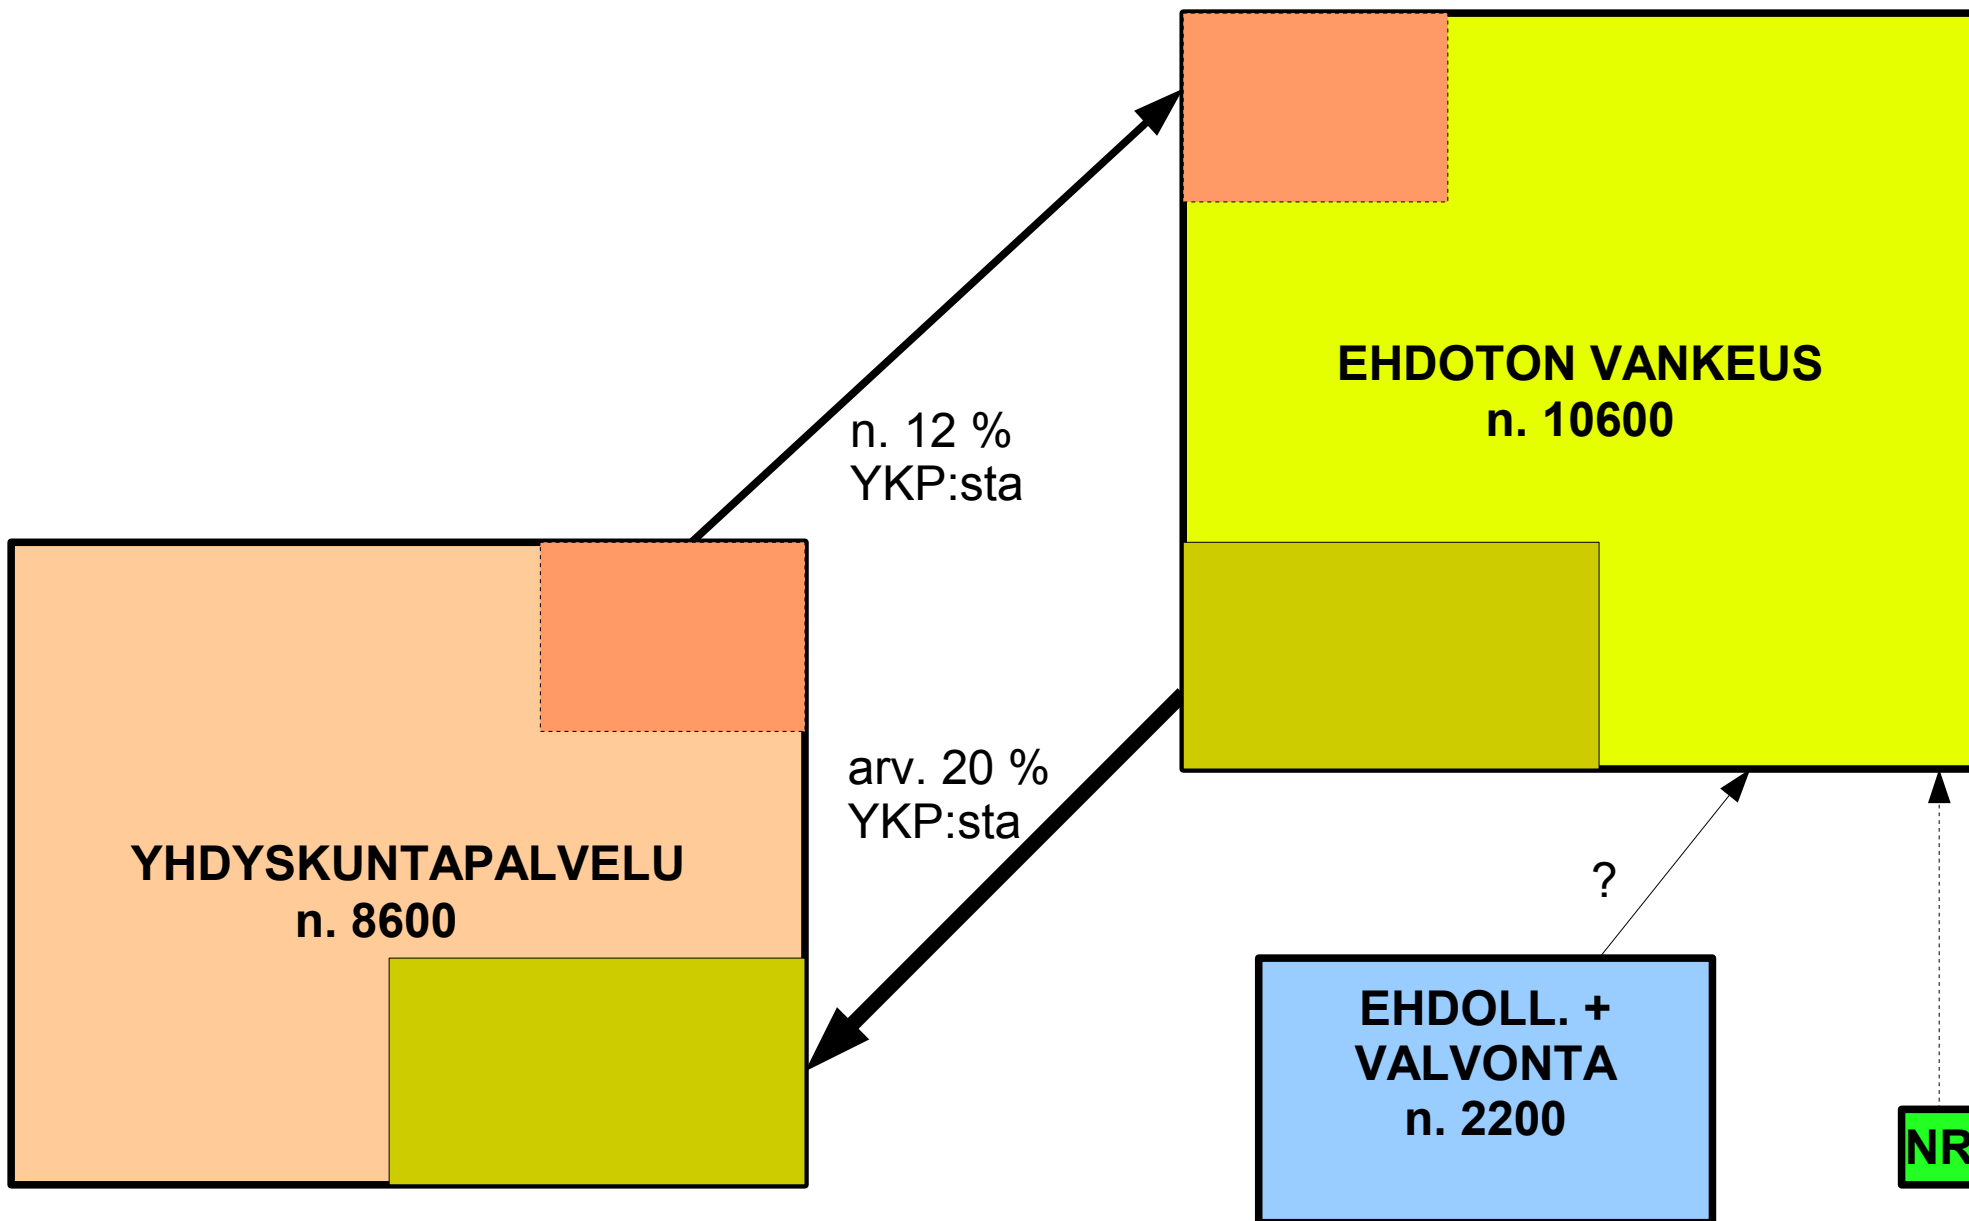 EHDOTON VANKEUS
n. 10600
n. 12 %
YKP:sta
arv. 20 %
YKP:sta
YHDYSKUNTAPALVELU
n. 8600
?
EHDOLL. +
VALVONTA
n. 2200
NR